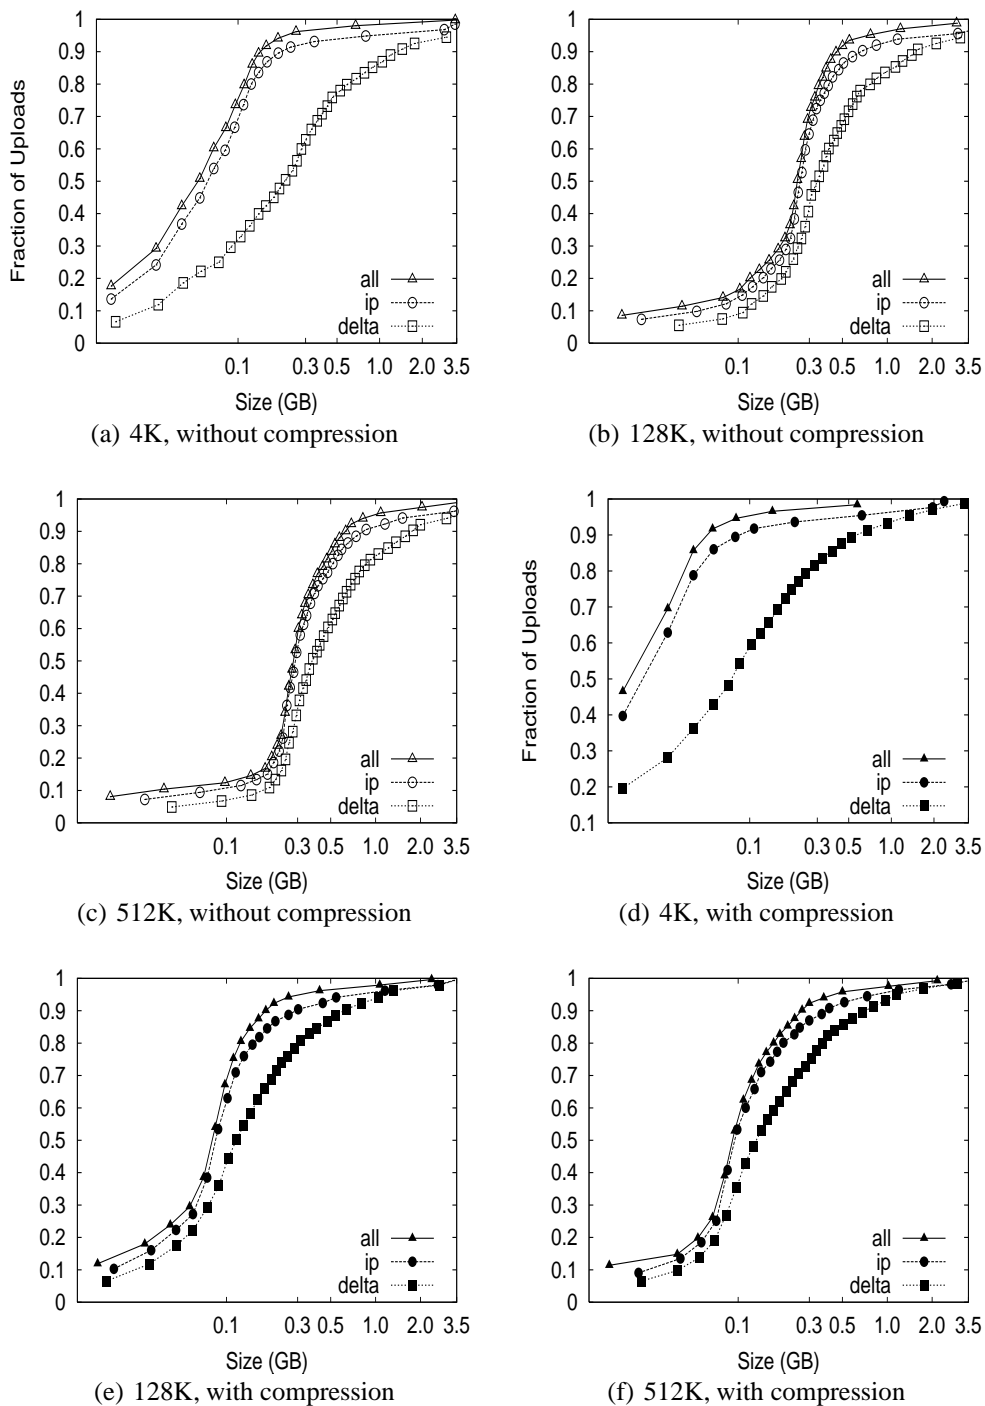 1
0.9
0.8
0.7
0.6
0.5
0.4
0.3
0.2
0.1
0
Fraction of Uploads
all
ip
delta
0.1 0.3 0.5 1.0 2.0 3.5
Size (GB)
(a) 4K, without compression
1
0.9
0.8
0.7
0.6
0.5
0.4
0.3
0.2
0.1
0
all
ip
delta
0.1 0.3 0.5 1.0 2.0 3.5
Size (GB)
(b) 128K, without compression
1
0.9
0.8
0.7
0.6
0.5
0.4
0.3
0.2
0.1
0
all
ip
delta
0.1 0.3 0.5 1.0 2.0 3.5
Size (GB)
(c) 512K, without compression
1
0.9
0.8
0.7
0.6
0.5
0.4
0.3
0.2
0.1
Fraction of Uploads
all
ip
delta
0.1 0.3 0.5 1.0 2.0 3.5
Size (GB)
(d) 4K, with compression
1
0.9
0.8
0.7
0.6
0.5
0.4
0.3
0.2
0.1
0
all
ip
delta
0.1 0.3 0.5 1.0 2.0 3.5
Size (GB)
(e) 128K, with compression
1
0.9
0.8
0.7
0.6
0.5
0.4
0.3
0.2
0.1
0
all
ip
delta
0.1 0.3 0.5 1.0 2.0 3.5
Size (GB)
(f) 512K, with compression